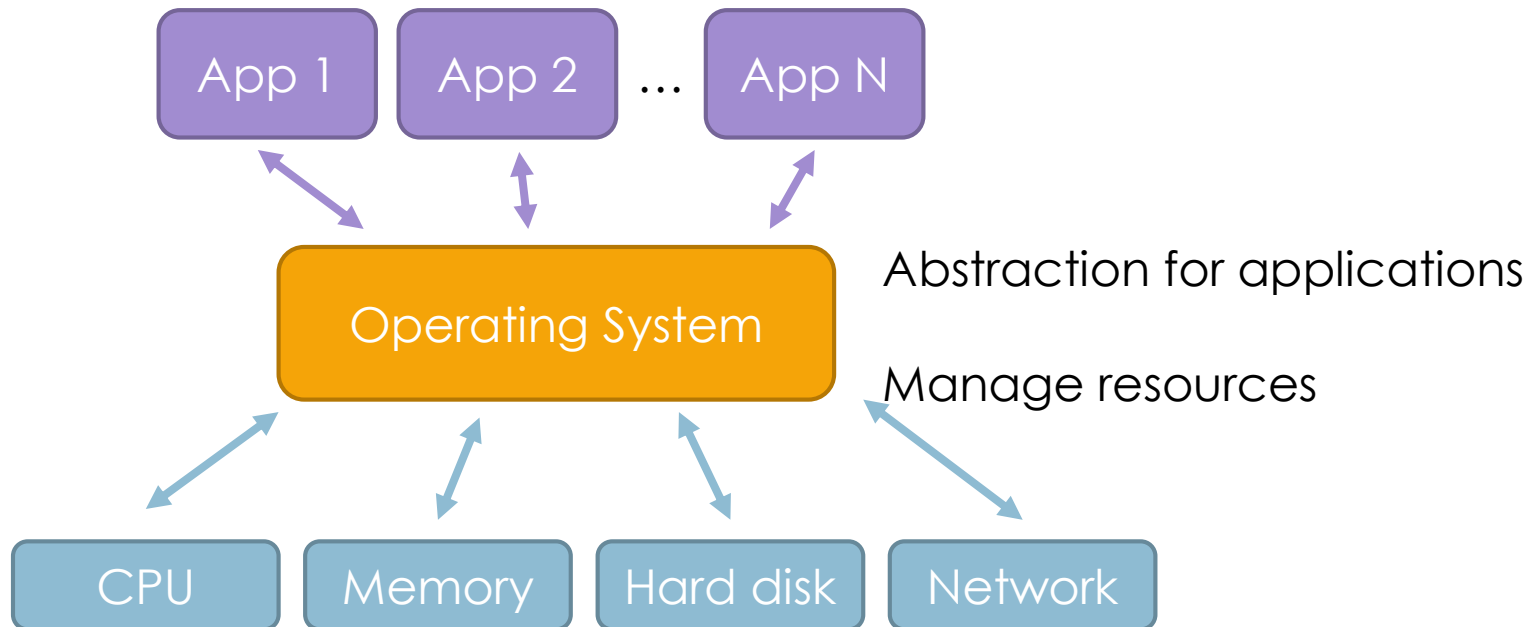 App 1
App 2
…
App N
Abstraction for applications
Operating System
Manage resources
CPU
Memory
Hard disk
Network